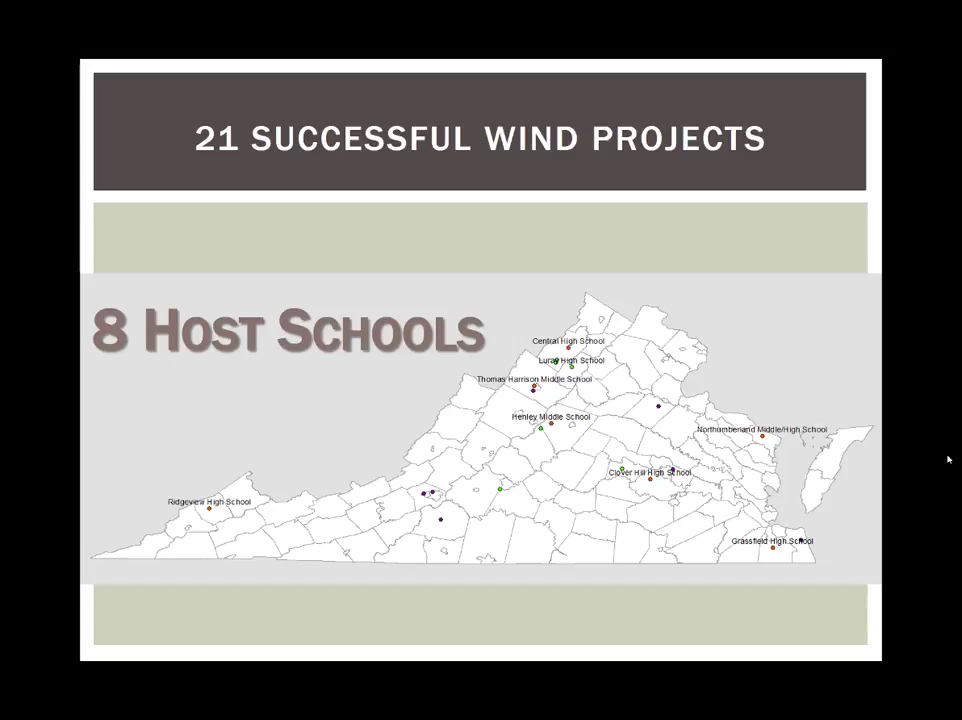 21 SUCCESSFUL WIND PROJECTS
8 HOST SCHOOLS
Central High School
Luray High School
Thomas Harrison Middle School
Henley Middle School
Northumberland Middle/High School
Clover Hill High School
Ridgeview High School
Grassfield High School